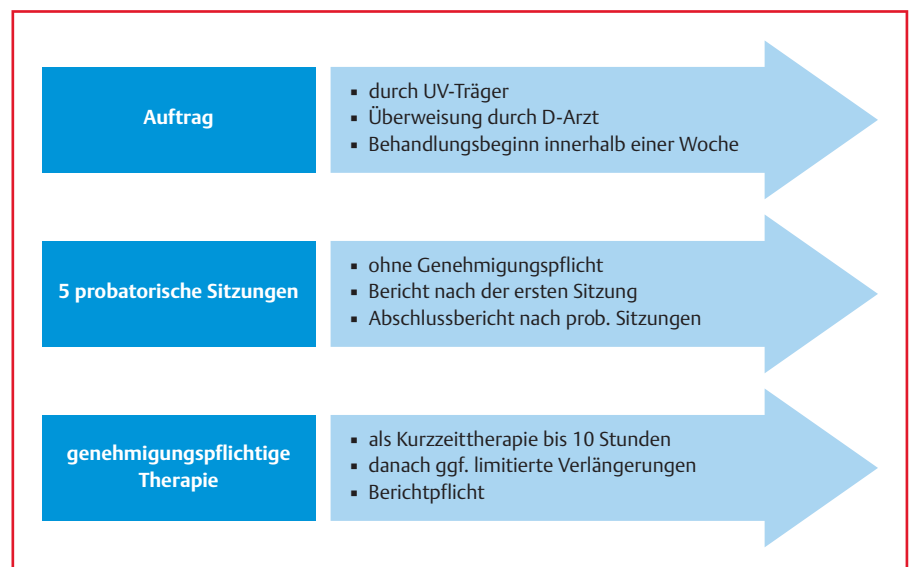 Auftrag
▪ durch UV-Träger
▪ Überweisung durch D-Arzt
▪ Behandlungsbeginn innerhalb einer Woche
5 probatorische Sitzungen
▪ ohne Genehmigungspflicht
▪ Bericht nach der ersten Sitzung
▪ Abschlussbericht nach prob. Sitzungen
genehmigungspflichtige
Therapie
▪ als Kurzzeittherapie bis 10 Stunden
▪ danach ggf. limitierte Verlängerungen
▪ Berichtpflicht